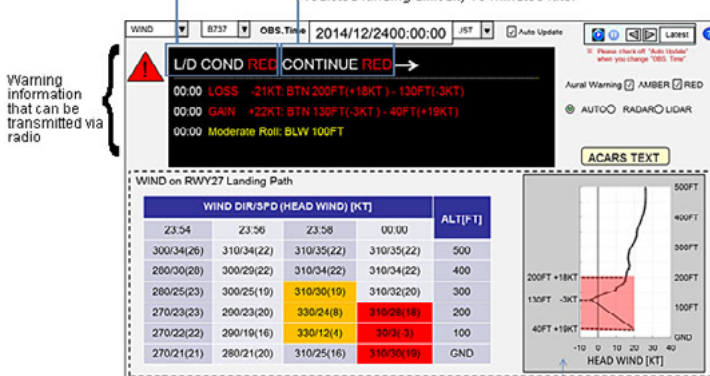 WIND B737 OBS.Time 2014/12/2400:00:00 JST Auto Update Latest
※ Please check off "Auto Update"
when you change "OBS. Time".
L/D COND RED CONTINUE RED
Warning
information
that can be
transmitted via
radio
00:00 LOSS -21KT: BTN 200FT(+18KT) - 130FT(-3KT)
00:00 GAIN +22KT: BTN 130FT(-3KT) - 40FT(+19KT)
00:00 Moderate Roll: BLW 100FT
Aural Warning AMBER RED
AUTO RADAR LIDAR
ACARS TEXT
WIND on RWY27 Landing Path
WIND DIR/SPD (HEAD WIND) [KT] ALT[FT]
23:54 23:56 23:58 00:00
300/34(26) 310/34(22) 310/35(22) 310/35(22) 500
280/30(28) 300/29(22) 310/34(22) 310/34(22) 400
280/25(23) 300/25(19) 310/30(19) 310/32(20) 300
270/23(23) 290/23(20) 330/24(8) 310/28(18) 200
270/22(22) 290/19(16) 330/12(4) 30/3(-3) 100
270/21(21) 280/21(20) 310/25(16) 310/30(19) GND
500FT
400FT
300FT
200FT +18KT 200FT
130FT -3KT 100FT
40FT +19KT GND
-10 0 10 20 30 40
HEAD WIND [KT]